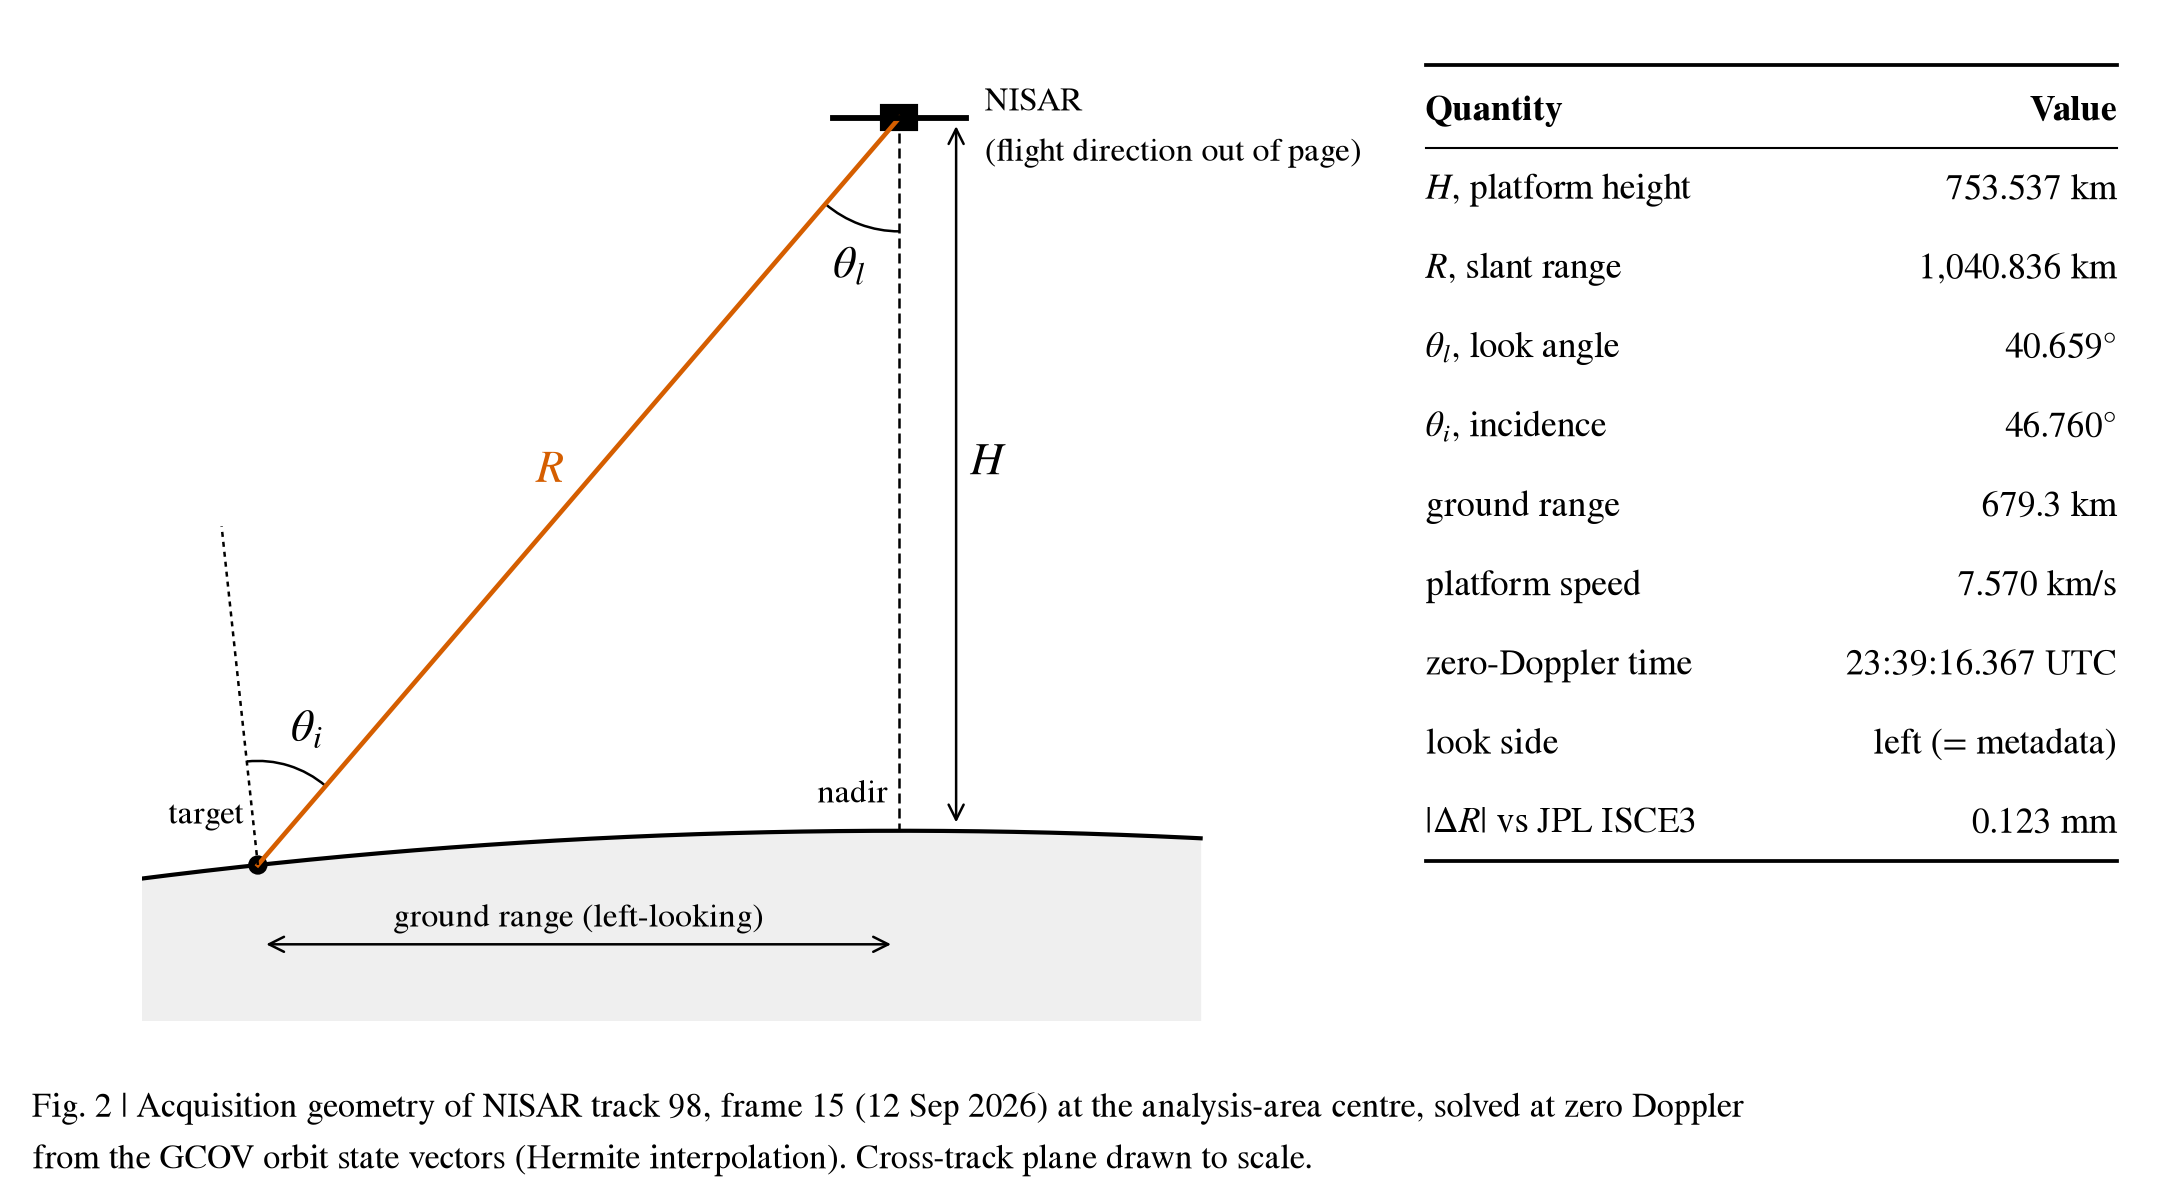 NISAR
(flight direction out of page)
θl
R
H
θi
target
nadir
ground range (left-looking)
Quantity Value
H, platform height 753.537 km
R, slant range 1,040.836 km
θl, look angle 40.659°
θi, incidence 46.760°
ground range 679.3 km
platform speed 7.570 km/s
zero-Doppler time 23:39:16.367 UTC
look side left (= metadata)
|ΔR| vs JPL ISCE3 0.123 mm
Fig. 2 | Acquisition geometry of NISAR track 98, frame 15 (12 Sep 2026) at the analysis-area centre, solved at zero Doppler
from the GCOV orbit state vectors (Hermite interpolation). Cross-track plane drawn to scale.